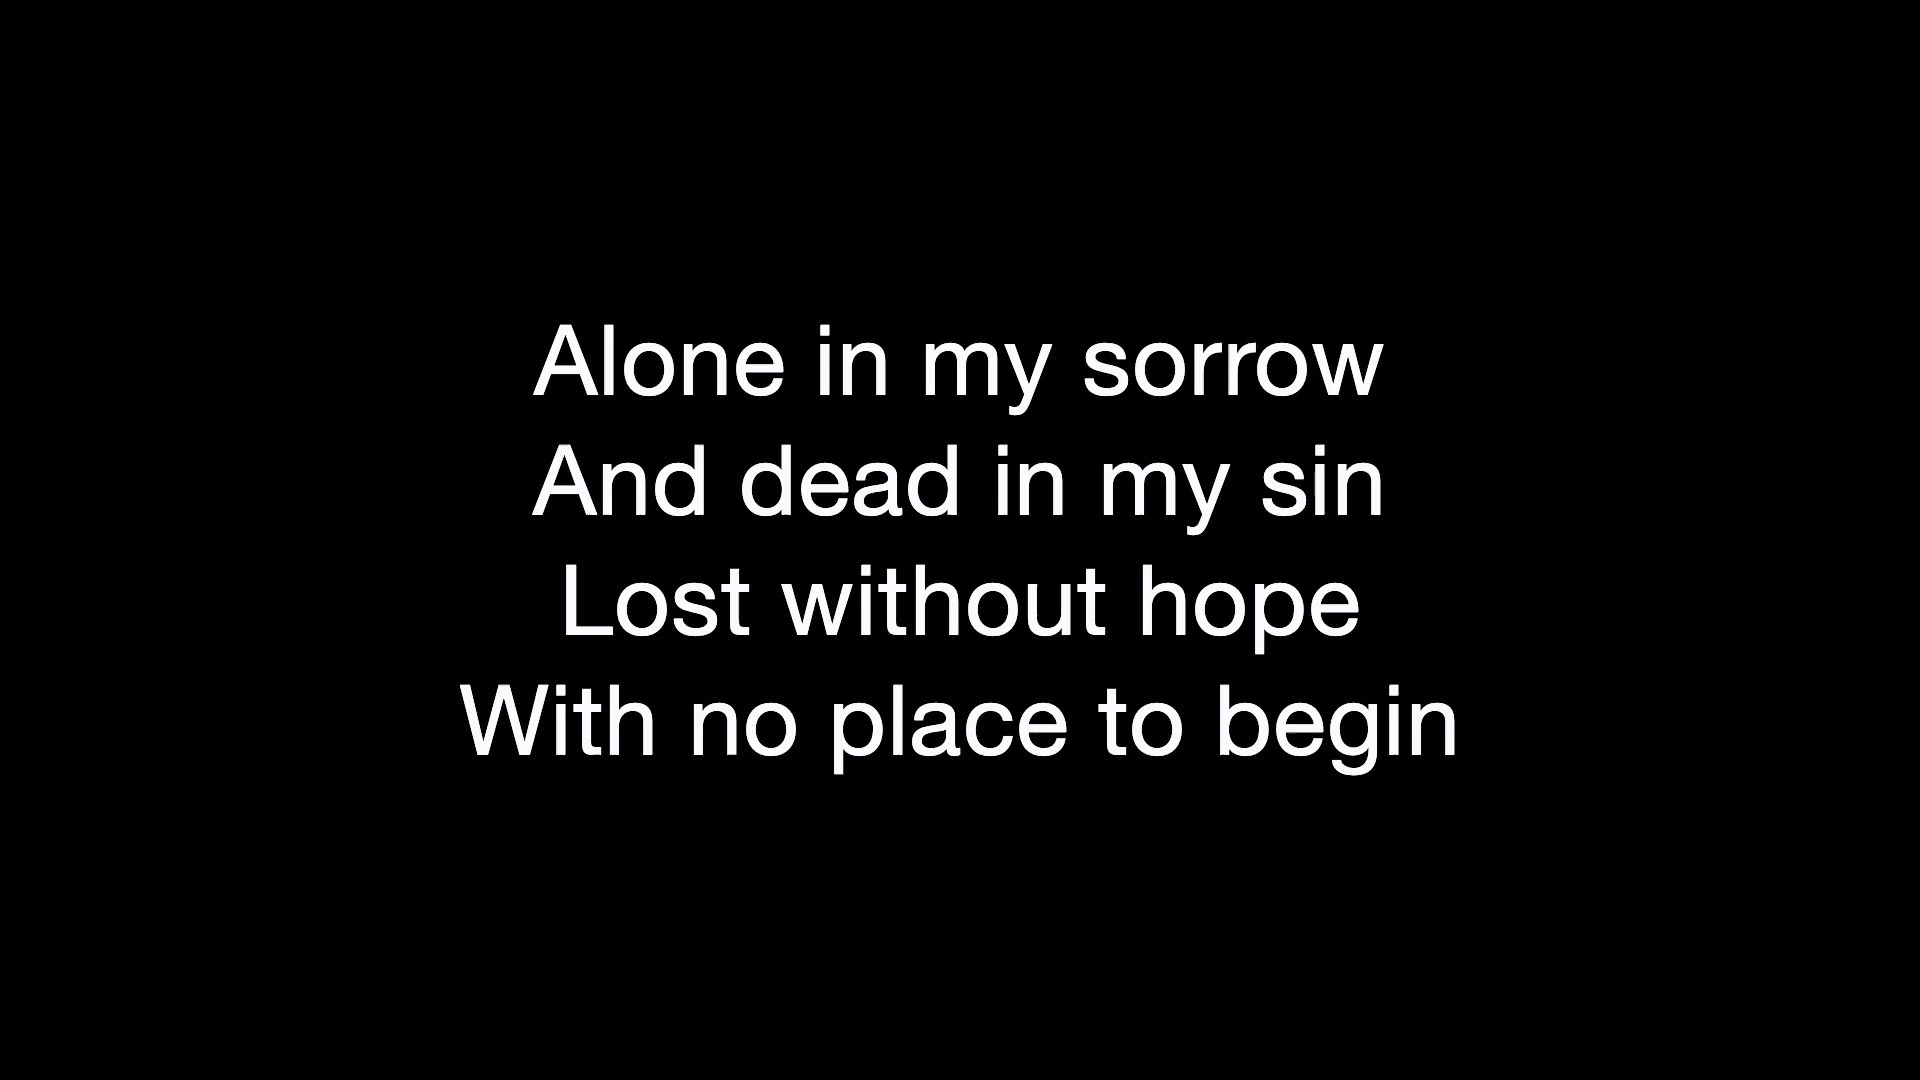 Alone in my sorrow
And dead in my sin
Lost without hope
With no place to begin